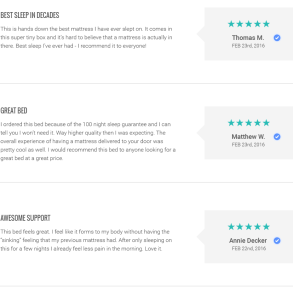 BEST SLEEP IN DECADES
This is hands down the best mattress I have ever slept on. It comes in
this super tiny box and it's hard to believe that a mattress is actually in
there. Best sleep I've ever had - I recommend it to everyone!
Thomas M.
FEB 23rd, 2016
GREAT BED
I ordered this bed because of the 100 night sleep guarantee and I can
tell you I won't need it. Way higher quality then I was expecting. The
overall experience of having a mattress delivered to your door was
pretty cool as well. I would recommend this bed to anyone looking for a
great bed at a great price.
Matthew W.
FEB 23rd, 2016
AWESOME SUPPORT
This bed feels great. I feel like it forms to my body without having the
"sinking" feeling that my previous mattress had. After only sleeping on
this for a few nights I already feel less pain in the morning. Love it.
Annie Decker
FEB 22nd, 2016